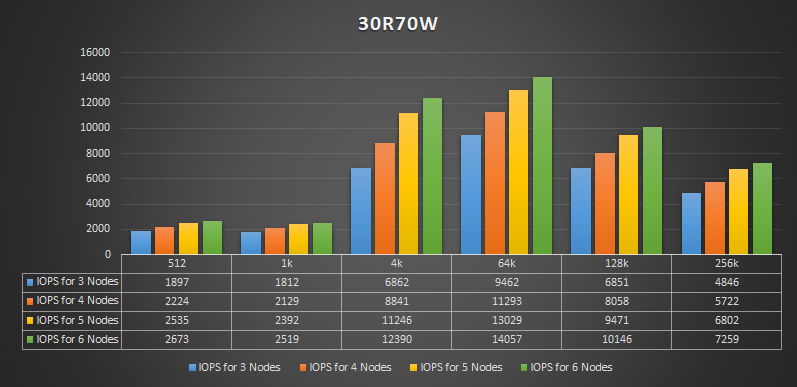 30R70W
16000
14000
12000
10000
8000
6000
4000
2000
0
512 1k 4k 64k 128k 256k
IOPS for 3 Nodes 1897 1812 6862 9462 6851 4846
IOPS for 4 Nodes 2224 2129 8841 11293 8058 5722
IOPS for 5 Nodes 2535 2392 11246 13029 9471 6802
IOPS for 6 Nodes 2673 2519 12390 14057 10146 7259
IOPS for 3 Nodes IOPS for 4 Nodes IOPS for 5 Nodes IOPS for 6 Nodes